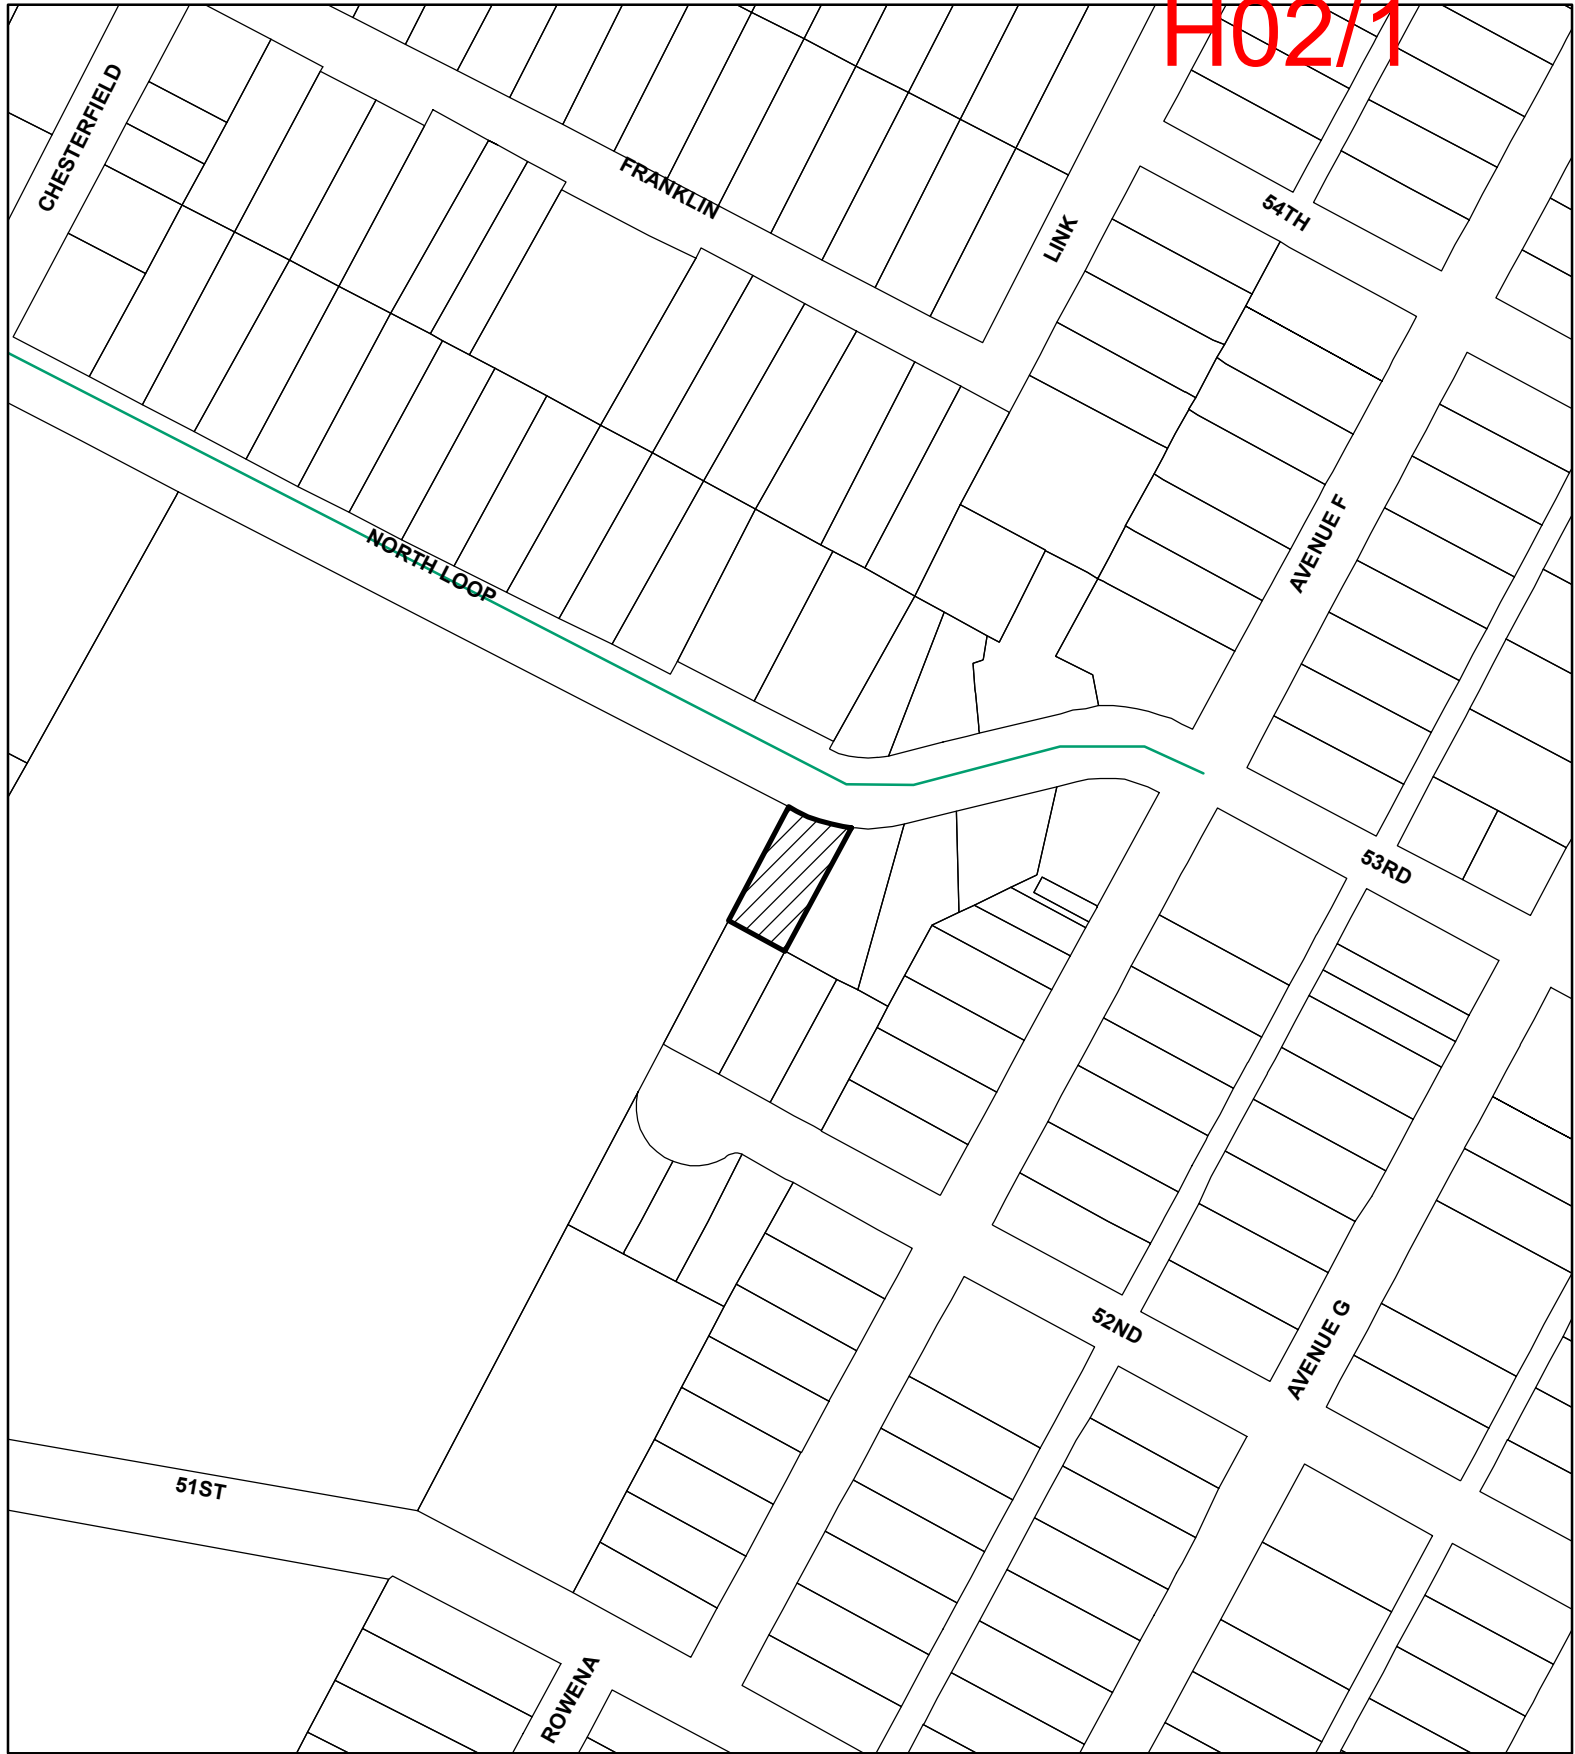 H02/1
CHESTERFIELD
FRANKLIN
54TH
LINK
AVENUE F
NORTH LOOP
53RD
52ND
AVENUE G
51ST
ROWENA